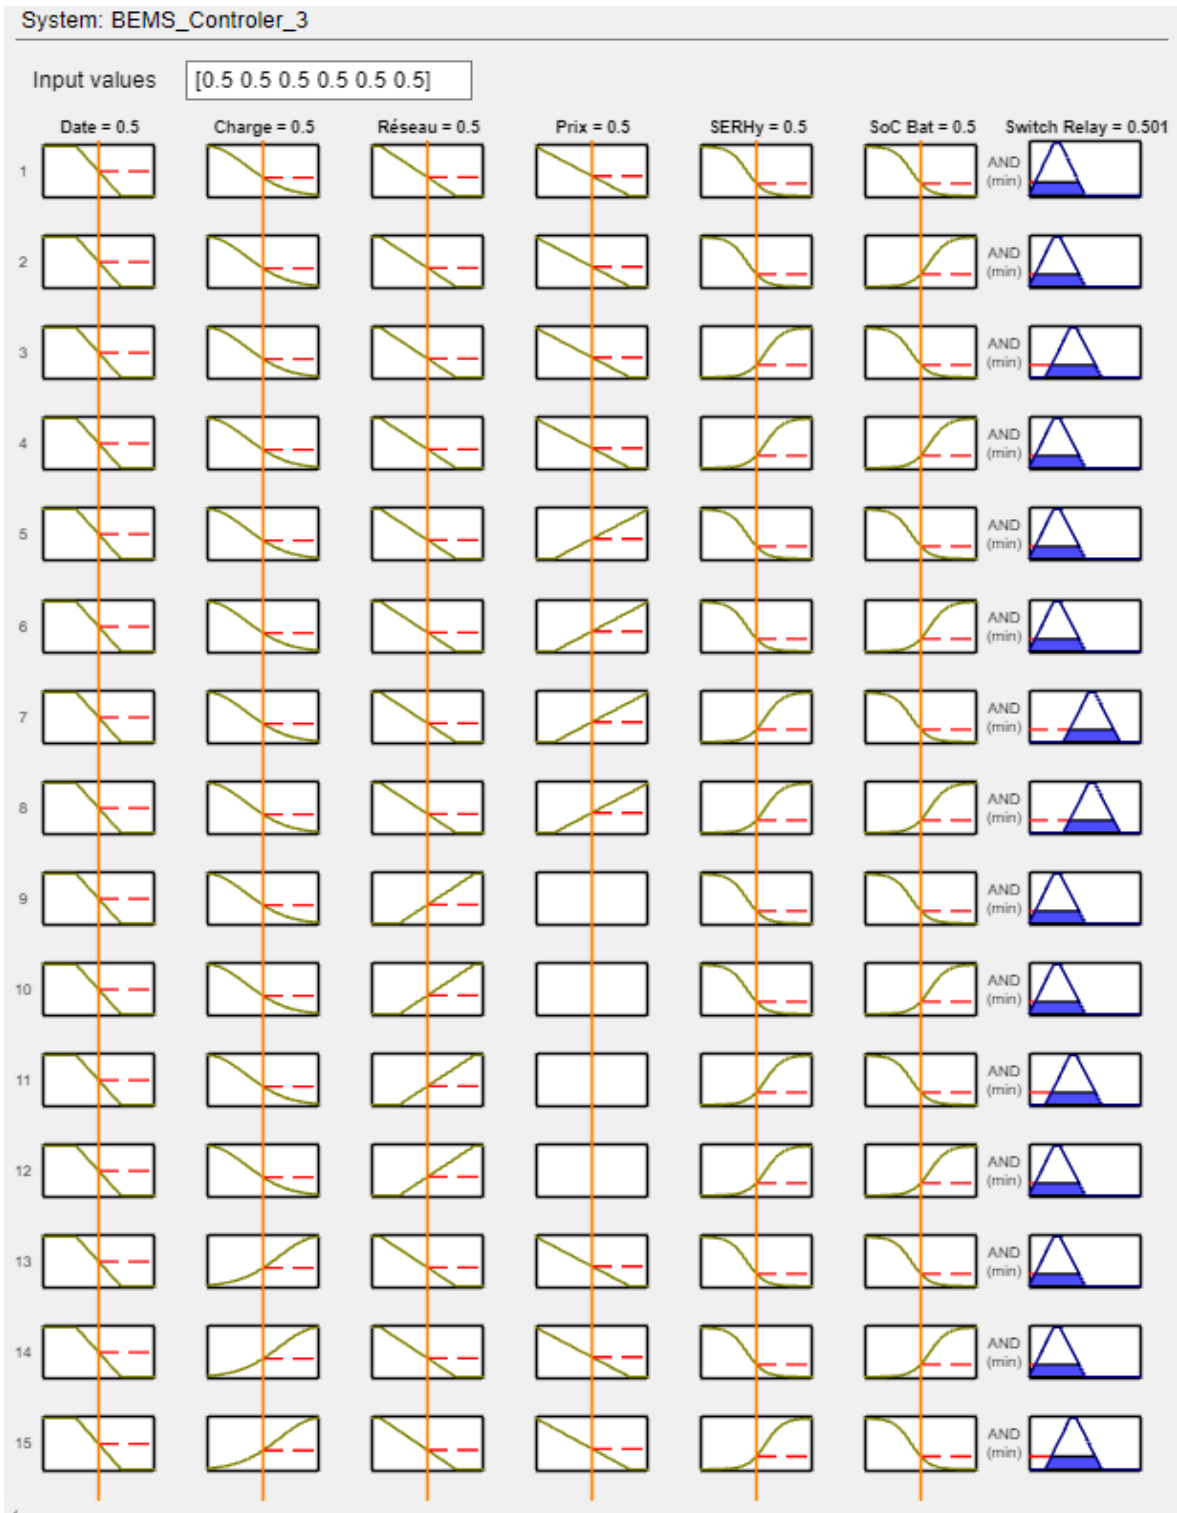 System: BEMS_Controler_3
Input values [0.5 0.5 0.5 0.5 0.5 0.5]
Date = 0.5 Charge = 0.5 Réseau = 0.5 Prix = 0.5 SERHy = 0.5 SoC Bat = 0.5 Switch Relay = 0.501
1 AND
(min)
2 AND
(min)
3 AND
(min)
4 AND
(min)
5 AND
(min)
6 AND
(min)
7 AND
(min)
8 AND
(min)
9 AND
(min)
10 AND
(min)
11 AND
(min)
12 AND
(min)
13 AND
(min)
14 AND
(min)
15 AND
(min)